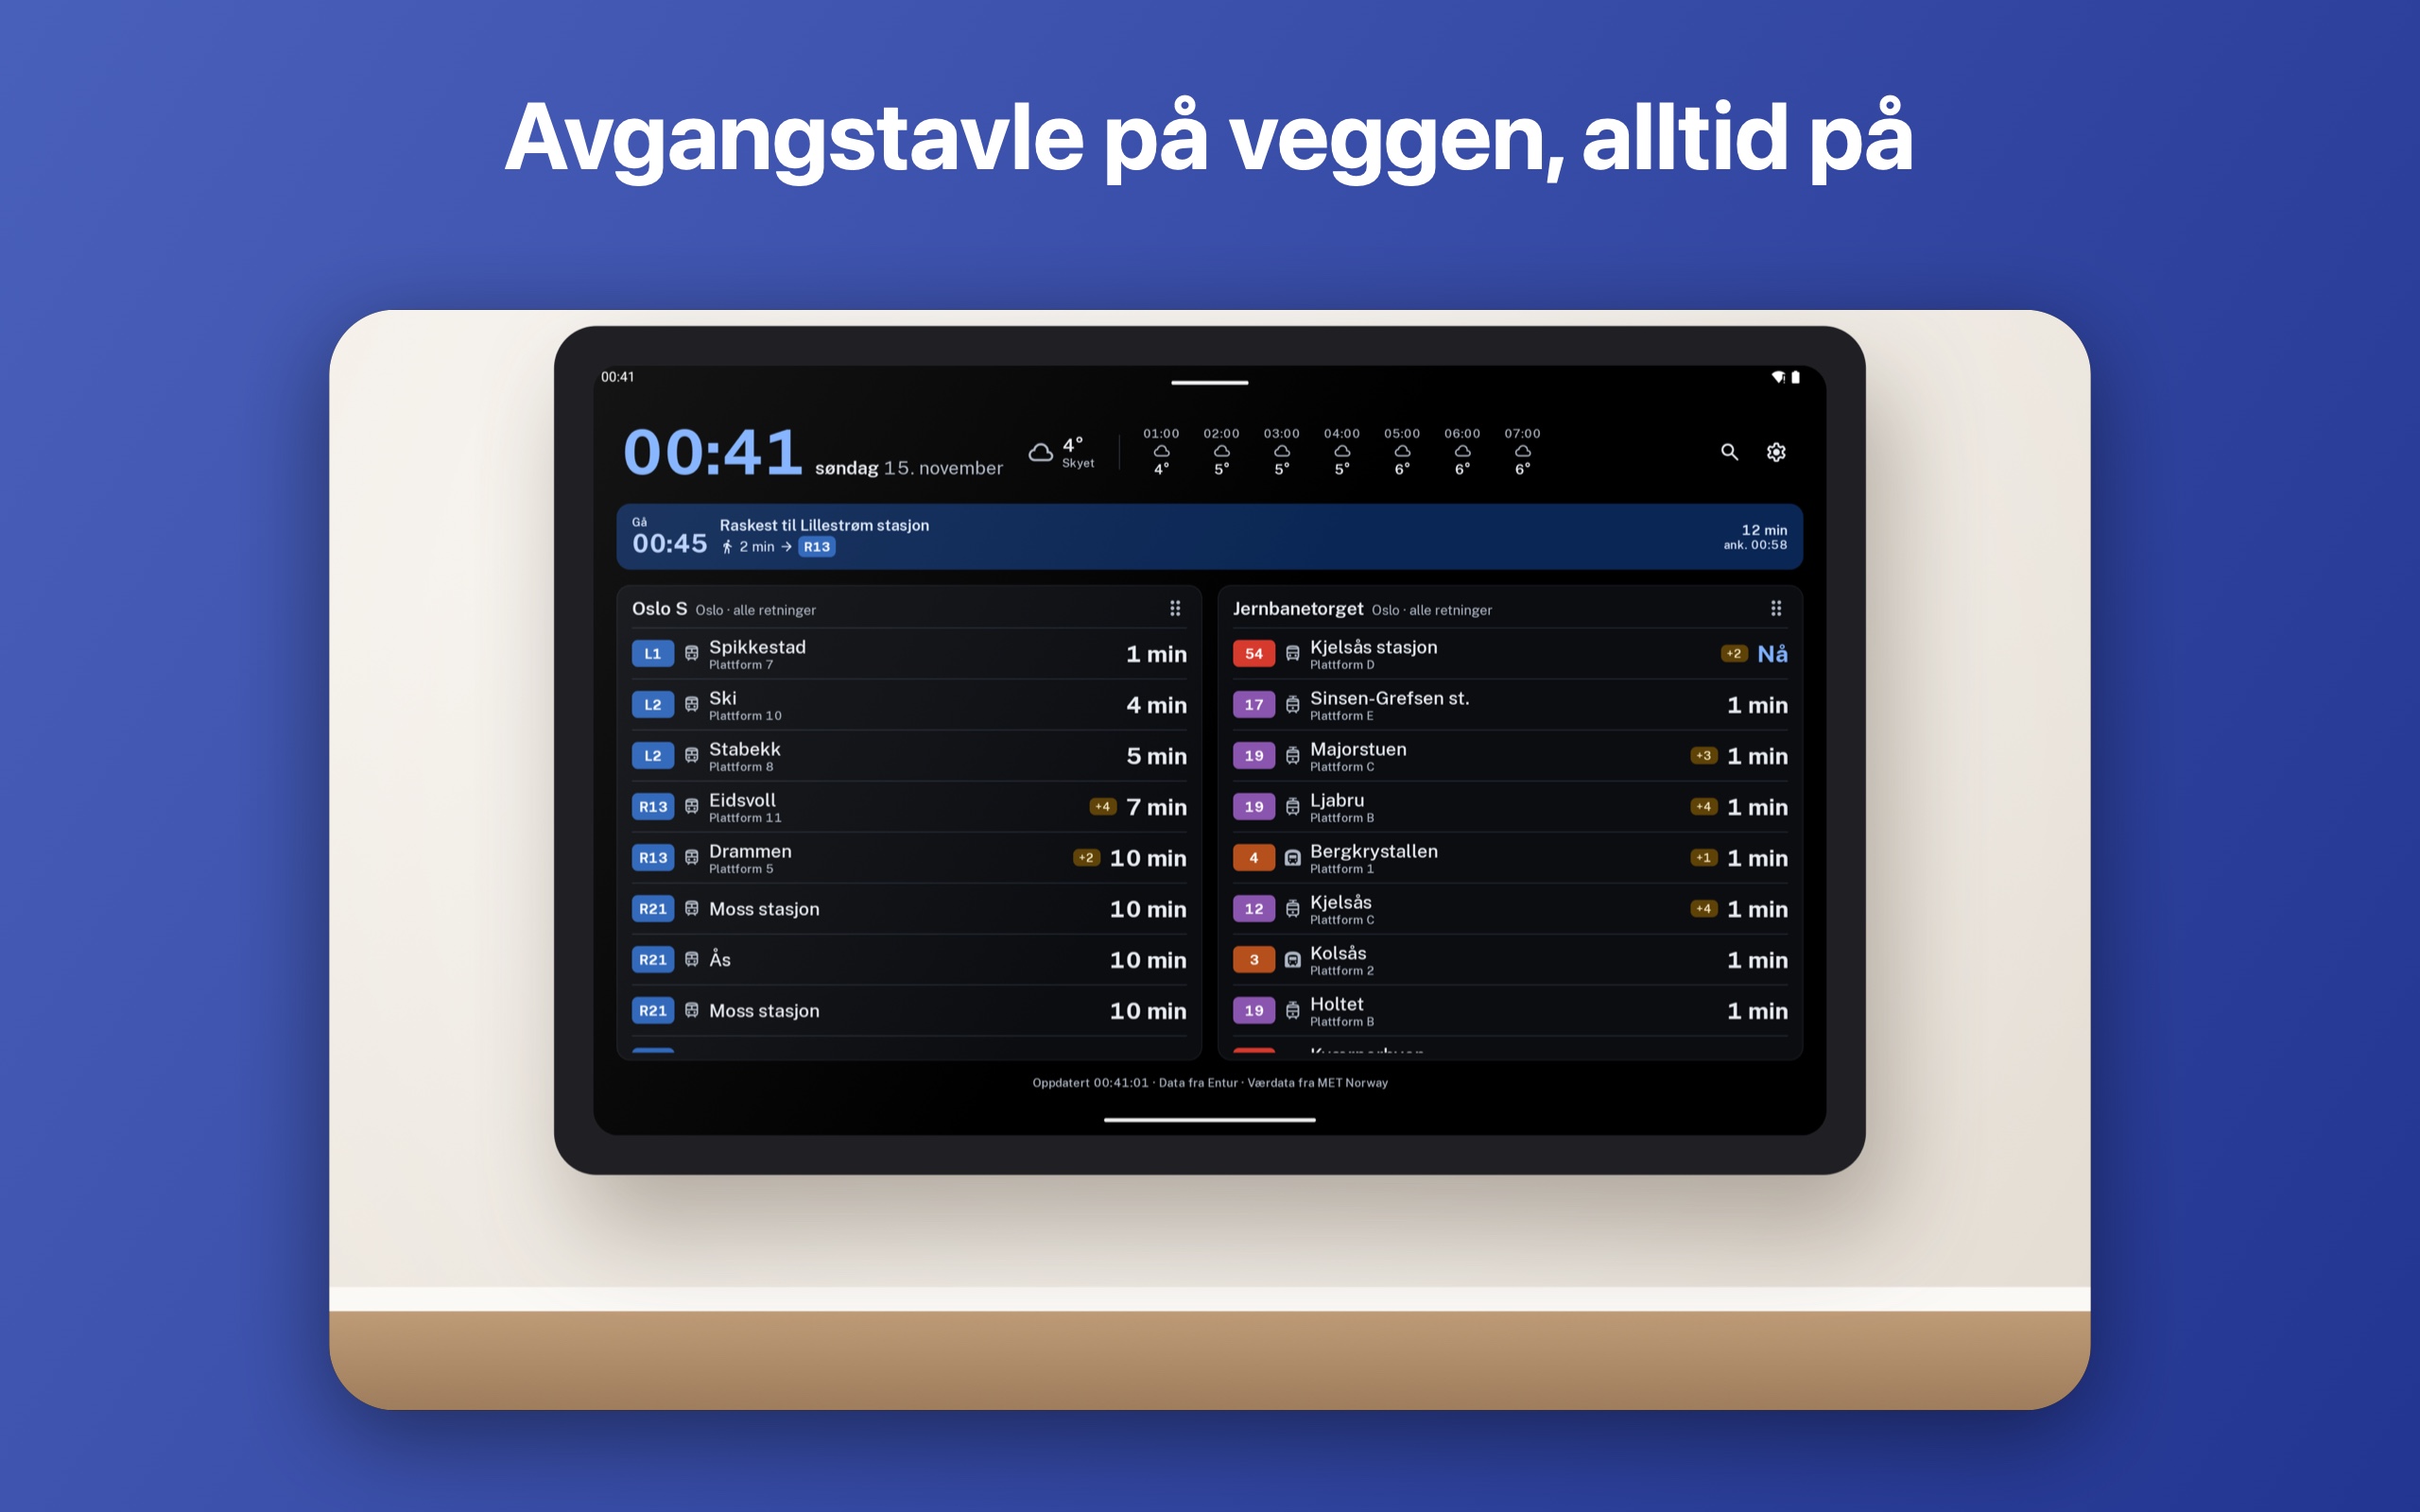 Avgangstavle på veggen, alltid på
00:41
00:41 søndag 15. november
4°
Skyet
01:00 02:00 03:00 04:00 05:00 06:00 07:00
4° 5° 5° 5° 6° 6° 6°
Gå
00:45
Raskest til Lillestrøm stasjon
2 min → R13
12 min
ank. 00:58
Oslo S Oslo · alle retninger
L1 Spikkestad 1 min
Plattform 7
L2 Ski 4 min
Plattform 10
L2 Stabekk 5 min
Plattform 8
R13 Eidsvoll +4 7 min
Plattform 11
R13 Drammen +2 10 min
Plattform 5
R21 Moss stasjon 10 min
R21 Ås 10 min
R21 Moss stasjon 10 min
Jernbanetorget Oslo · alle retninger
54 Kjelsås stasjon +2 Nå
Plattform D
17 Sinsen-Grefsen st. 1 min
Plattform E
19 Majorstuen +3 1 min
Plattform C
19 Ljabru +4 1 min
Plattform B
4 Bergkrystallen +1 1 min
Plattform 1
12 Kjelsås +4 1 min
Plattform C
3 Kolsås 1 min
Plattform 2
19 Holtet 1 min
Plattform B
Oppdatert 00:41:01 · Data fra Entur · Værdata fra MET Norway